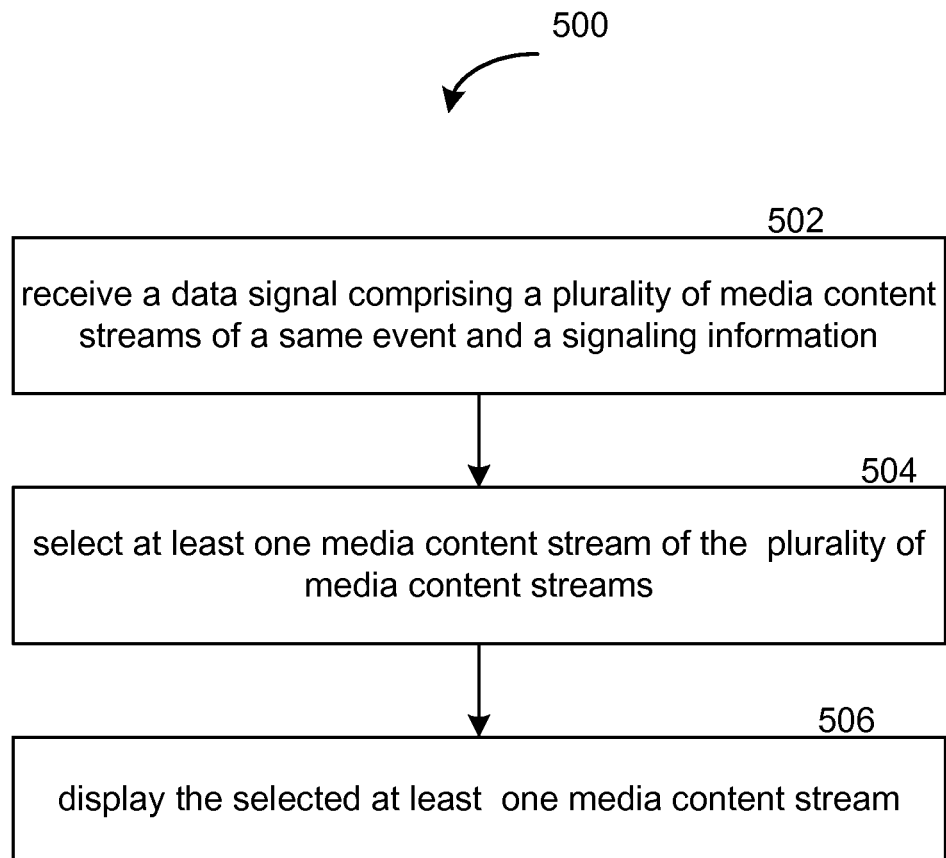 500
502
receive a data signal comprising a plurality of media content
streams of a same event and a signaling information
504
select at least one media content stream of the plurality of
media content streams
506
display the selected at least one media content stream